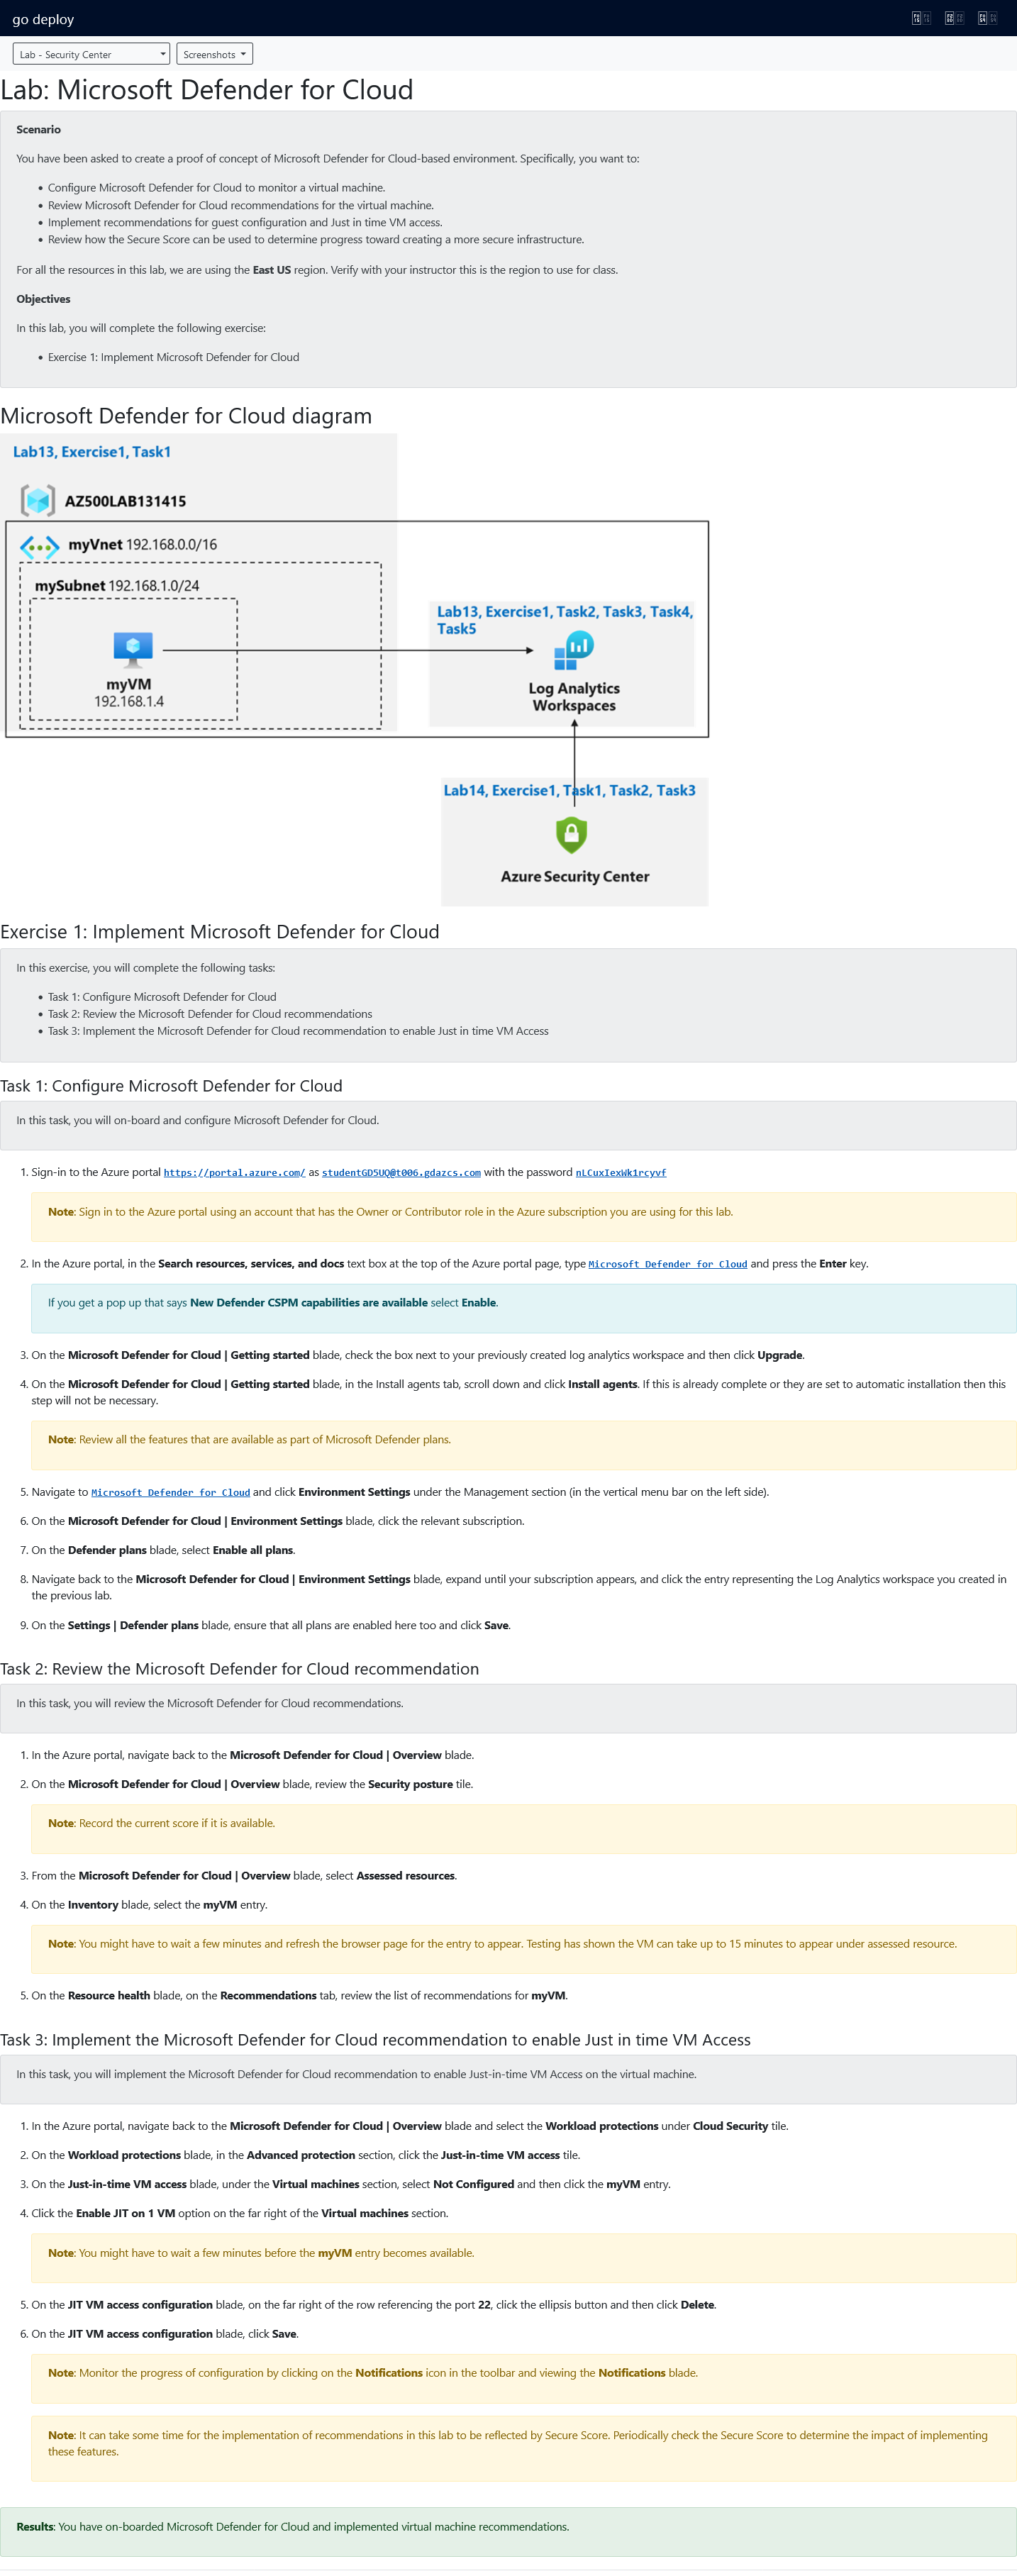 go deploy
Lab - Security Center
Screenshots
Lab: Microsoft Defender for Cloud
Scenario
You have been asked to create a proof of concept of Microsoft Defender for Cloud-based environment. Specifically, you want to:
• Configure Microsoft Defender for Cloud to monitor a virtual machine.
• Review Microsoft Defender for Cloud recommendations for the virtual machine.
• Implement recommendations for guest configuration and Just in time VM access.
• Review how the Secure Score can be used to determine progress toward creating a more secure infrastructure.
For all the resources in this lab, we are using the East US region. Verify with your instructor this is the region to use for class.
Objectives
In this lab, you will complete the following exercise:
• Exercise 1: Implement Microsoft Defender for Cloud
Microsoft Defender for Cloud diagram
Lab13, Exercise1, Task1
AZ500LAB131415
myVnet 192.168.0.0/16
mySubnet 192.168.1.0/24
myVM
192.168.1.4
Lab13, Exercise1, Task2, Task3, Task4,
Task5
Log Analytics
Workspaces
Lab14, Exercise1, Task1, Task2, Task3
Azure Security Center
Exercise 1: Implement Microsoft Defender for Cloud
In this exercise, you will complete the following tasks:
• Task 1: Configure Microsoft Defender for Cloud
• Task 2: Review the Microsoft Defender for Cloud recommendations
• Task 3: Implement the Microsoft Defender for Cloud recommendation to enable Just in time VM Access
Task 1: Configure Microsoft Defender for Cloud
In this task, you will on-board and configure Microsoft Defender for Cloud.
1. Sign-in to the Azure portal https://portal.azure.com/ as studentGD5UQ@t006.gdazcs.com with the password nLCuxIexWk1rcyvf
Note: Sign in to the Azure portal using an account that has the Owner or Contributor role in the Azure subscription you are using for this lab.
2. In the Azure portal, in the Search resources, services, and docs text box at the top of the Azure portal page, type Microsoft Defender for Cloud and press the Enter key.
If you get a pop up that says New Defender CSPM capabilities are available select Enable.
3. On the Microsoft Defender for Cloud | Getting started blade, check the box next to your previously created log analytics workspace and then click Upgrade.
4. On the Microsoft Defender for Cloud | Getting started blade, in the Install agents tab, scroll down and click Install agents. If this is already complete or they are set to automatic installation then this
step will not be necessary.
Note: Review all the features that are available as part of Microsoft Defender plans.
5. Navigate to Microsoft Defender for Cloud and click Environment Settings under the Management section (in the vertical menu bar on the left side).
6. On the Microsoft Defender for Cloud | Environment Settings blade, click the relevant subscription.
7. On the Defender plans blade, select Enable all plans.
8. Navigate back to the Microsoft Defender for Cloud | Environment Settings blade, expand until your subscription appears, and click the entry representing the Log Analytics workspace you created in
the previous lab.
9. On the Settings | Defender plans blade, ensure that all plans are enabled here too and click Save.
Task 2: Review the Microsoft Defender for Cloud recommendation
In this task, you will review the Microsoft Defender for Cloud recommendations.
1. In the Azure portal, navigate back to the Microsoft Defender for Cloud | Overview blade.
2. On the Microsoft Defender for Cloud | Overview blade, review the Security posture tile.
Note: Record the current score if it is available.
3. From the Microsoft Defender for Cloud | Overview blade, select Assessed resources.
4. On the Inventory blade, select the myVM entry.
Note: You might have to wait a few minutes and refresh the browser page for the entry to appear. Testing has shown the VM can take up to 15 minutes to appear under assessed resource.
5. On the Resource health blade, on the Recommendations tab, review the list of recommendations for myVM.
Task 3: Implement the Microsoft Defender for Cloud recommendation to enable Just in time VM Access
In this task, you will implement the Microsoft Defender for Cloud recommendation to enable Just-in-time VM Access on the virtual machine.
1. In the Azure portal, navigate back to the Microsoft Defender for Cloud | Overview blade and select the Workload protections under Cloud Security tile.
2. On the Workload protections blade, in the Advanced protection section, click the Just-in-time VM access tile.
3. On the Just-in-time VM access blade, under the Virtual machines section, select Not Configured and then click the myVM entry.
4. Click the Enable JIT on 1 VM option on the far right of the Virtual machines section.
Note: You might have to wait a few minutes before the myVM entry becomes available.
5. On the JIT VM access configuration blade, on the far right of the row referencing the port 22, click the ellipsis button and then click Delete.
6. On the JIT VM access configuration blade, click Save.
Note: Monitor the progress of configuration by clicking on the Notifications icon in the toolbar and viewing the Notifications blade.
Note: It can take some time for the implementation of recommendations in this lab to be reflected by Secure Score. Periodically check the Secure Score to determine the impact of implementing
these features.
Results: You have on-boarded Microsoft Defender for Cloud and implemented virtual machine recommendations.